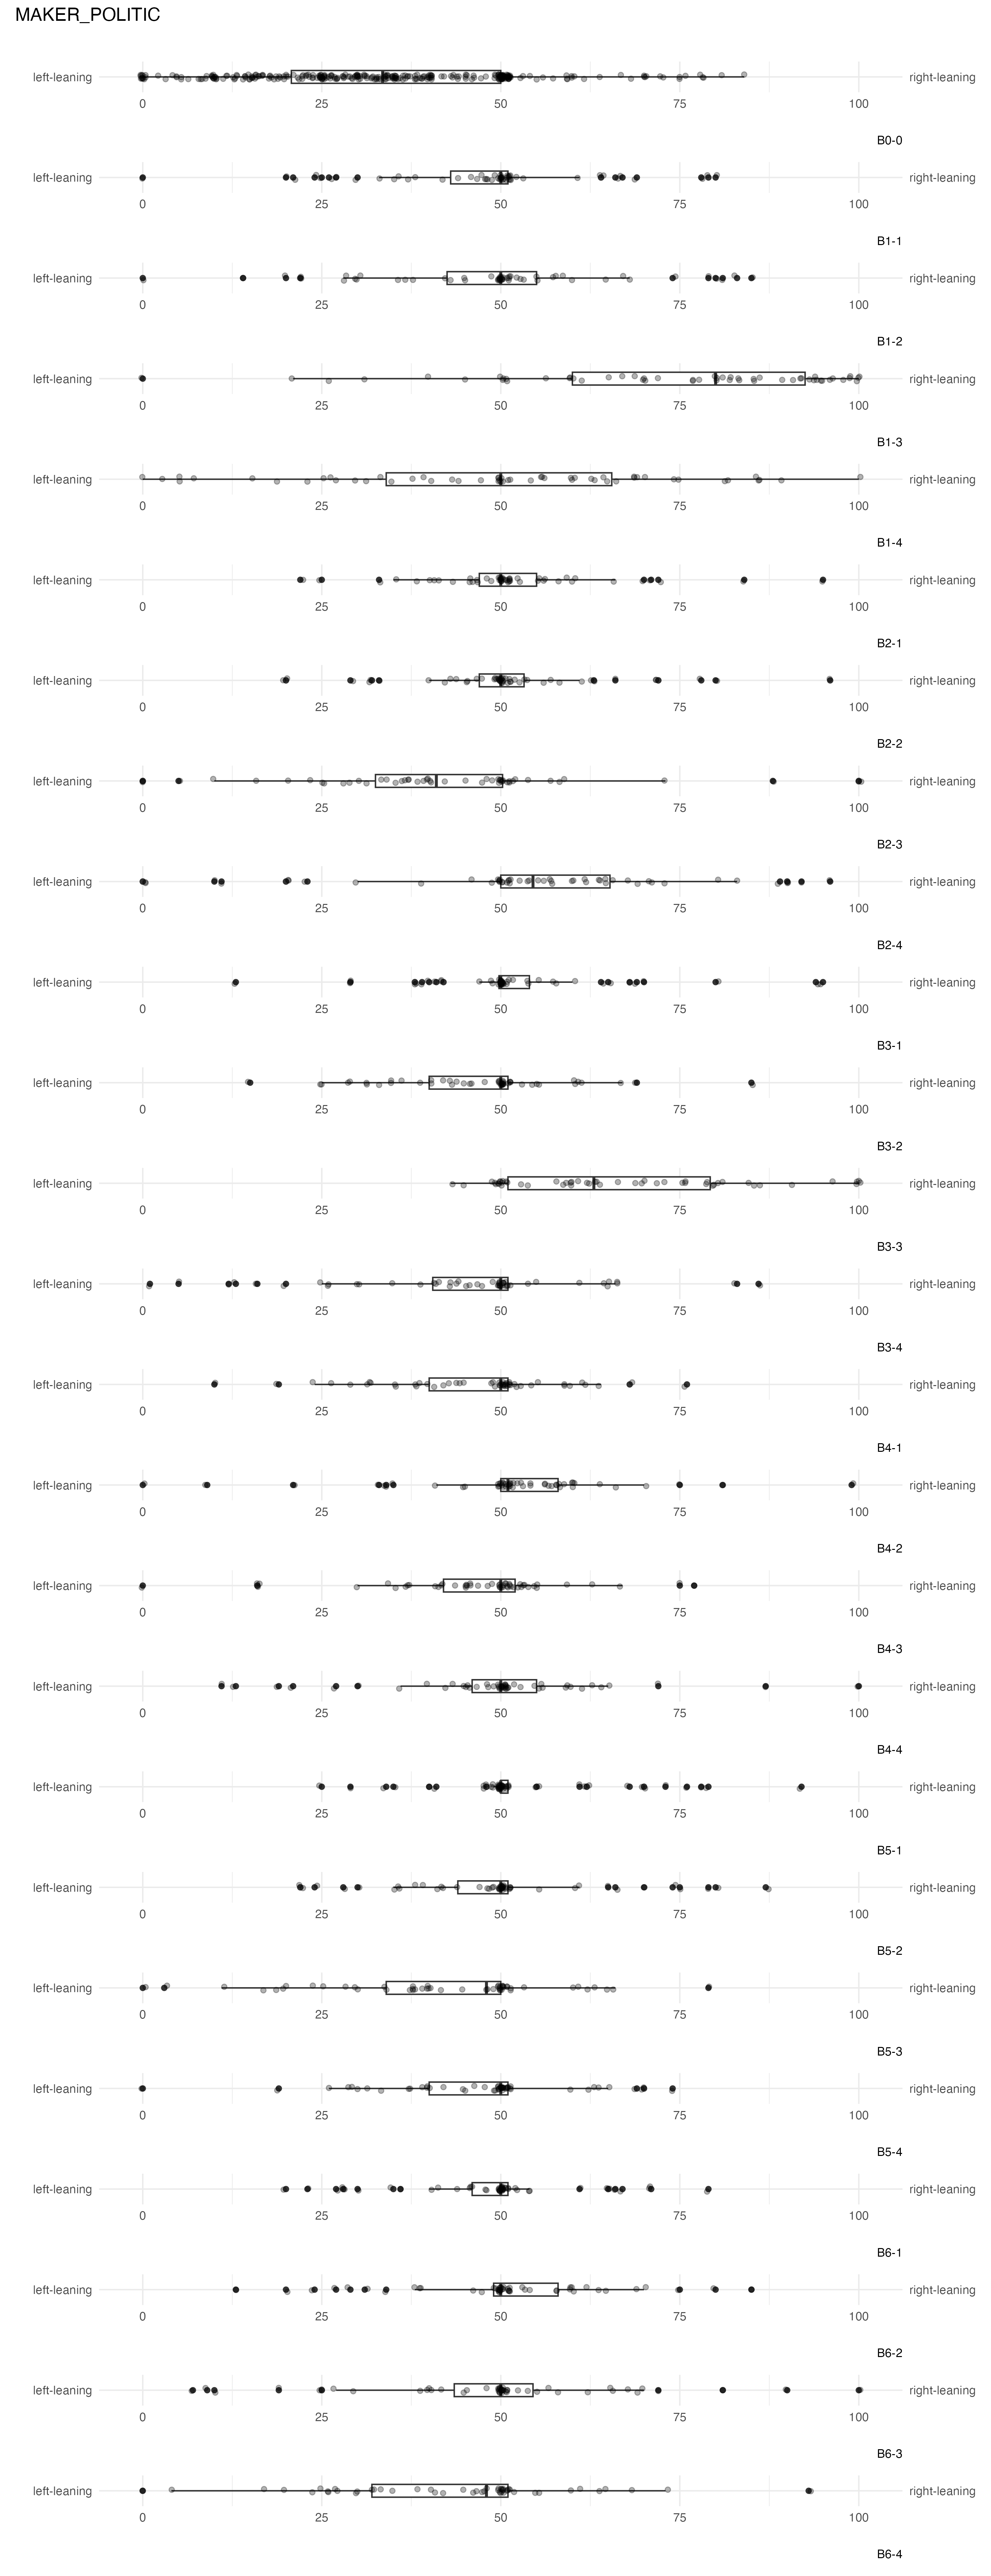 MAKER_POLITIC
left-leaning right-leaning
0 25 50 75 100
B0-0
left-leaning right-leaning
0 25 50 75 100
B1-1
left-leaning right-leaning
0 25 50 75 100
B1-2
left-leaning right-leaning
0 25 50 75 100
B1-3
left-leaning right-leaning
0 25 50 75 100
B1-4
left-leaning right-leaning
0 25 50 75 100
B2-1
left-leaning right-leaning
0 25 50 75 100
B2-2
left-leaning right-leaning
0 25 50 75 100
B2-3
left-leaning right-leaning
0 25 50 75 100
B2-4
left-leaning right-leaning
0 25 50 75 100
B3-1
left-leaning right-leaning
0 25 50 75 100
B3-2
left-leaning right-leaning
0 25 50 75 100
B3-3
left-leaning right-leaning
0 25 50 75 100
B3-4
left-leaning right-leaning
0 25 50 75 100
B4-1
left-leaning right-leaning
0 25 50 75 100
B4-2
left-leaning right-leaning
0 25 50 75 100
B4-3
left-leaning right-leaning
0 25 50 75 100
B4-4
left-leaning right-leaning
0 25 50 75 100
B5-1
left-leaning right-leaning
0 25 50 75 100
B5-2
left-leaning right-leaning
0 25 50 75 100
B5-3
left-leaning right-leaning
0 25 50 75 100
B5-4
left-leaning right-leaning
0 25 50 75 100
B6-1
left-leaning right-leaning
0 25 50 75 100
B6-2
left-leaning right-leaning
0 25 50 75 100
B6-3
left-leaning right-leaning
0 25 50 75 100
B6-4